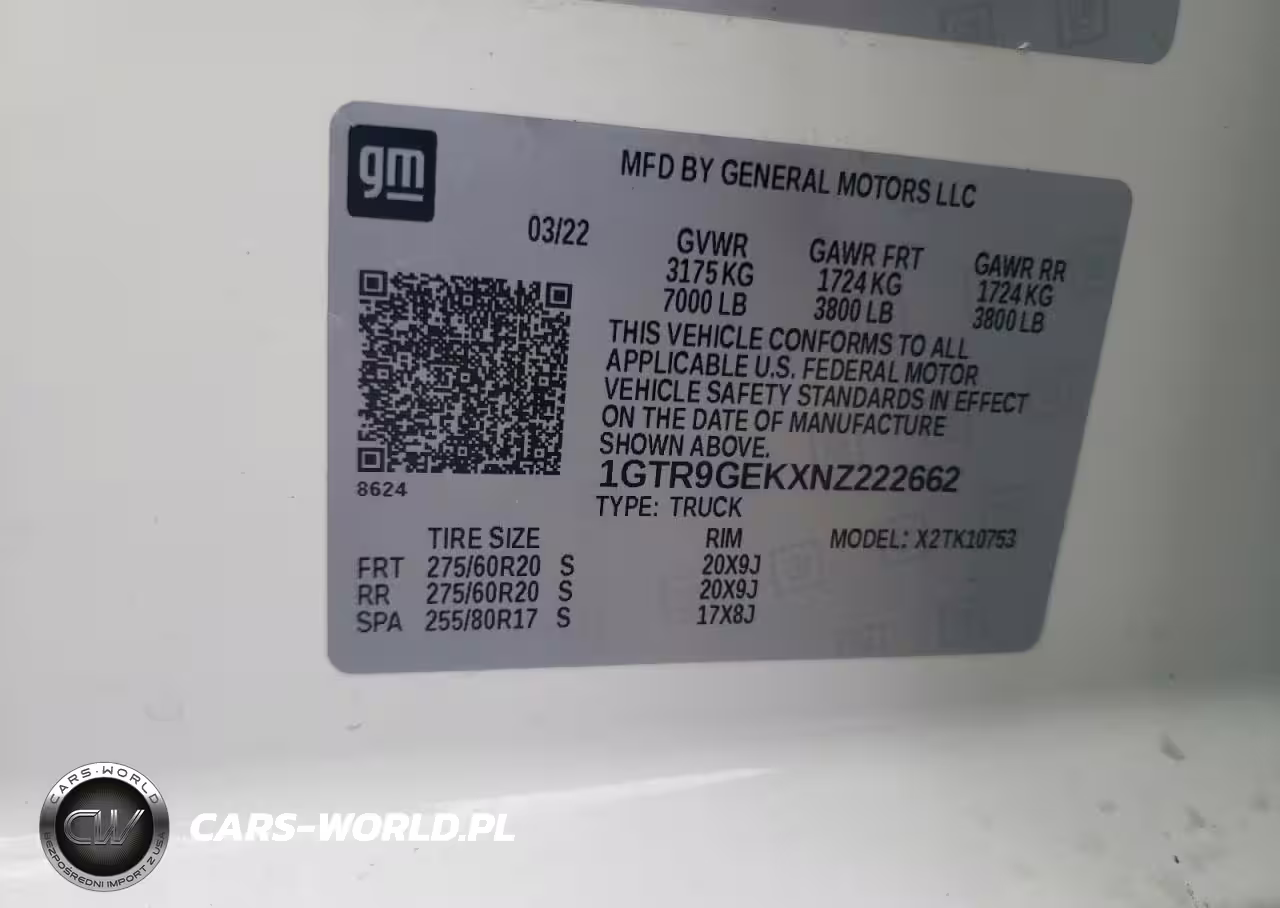 gm
MFD BY GENERAL MOTORS LLC
03/22
GVWR GAWR FRT GAWR RR
3175 KG 1724 KG 1724 KG
7000 LB 3800 LB 3800 LB
THIS VEHICLE CONFORMS TO ALL
APPLICABLE U.S. FEDERAL MOTOR
VEHICLE SAFETY STANDARDS IN EFFECT
ON THE DATE OF MANUFACTURE
SHOWN ABOVE.
8624
1GTR9GEKXNZ222662
TYPE: TRUCK
TIRE SIZE RIM MODEL: X2TK10753
FRT 275/60R20 S 20X9J
RR 275/60R20 S 20X9J
SPA 255/80R17 S 17X8J
CARS-WORLD
CW
BEZPOŚREDNI IMPORT Z USA
CARS-WORLD.PL